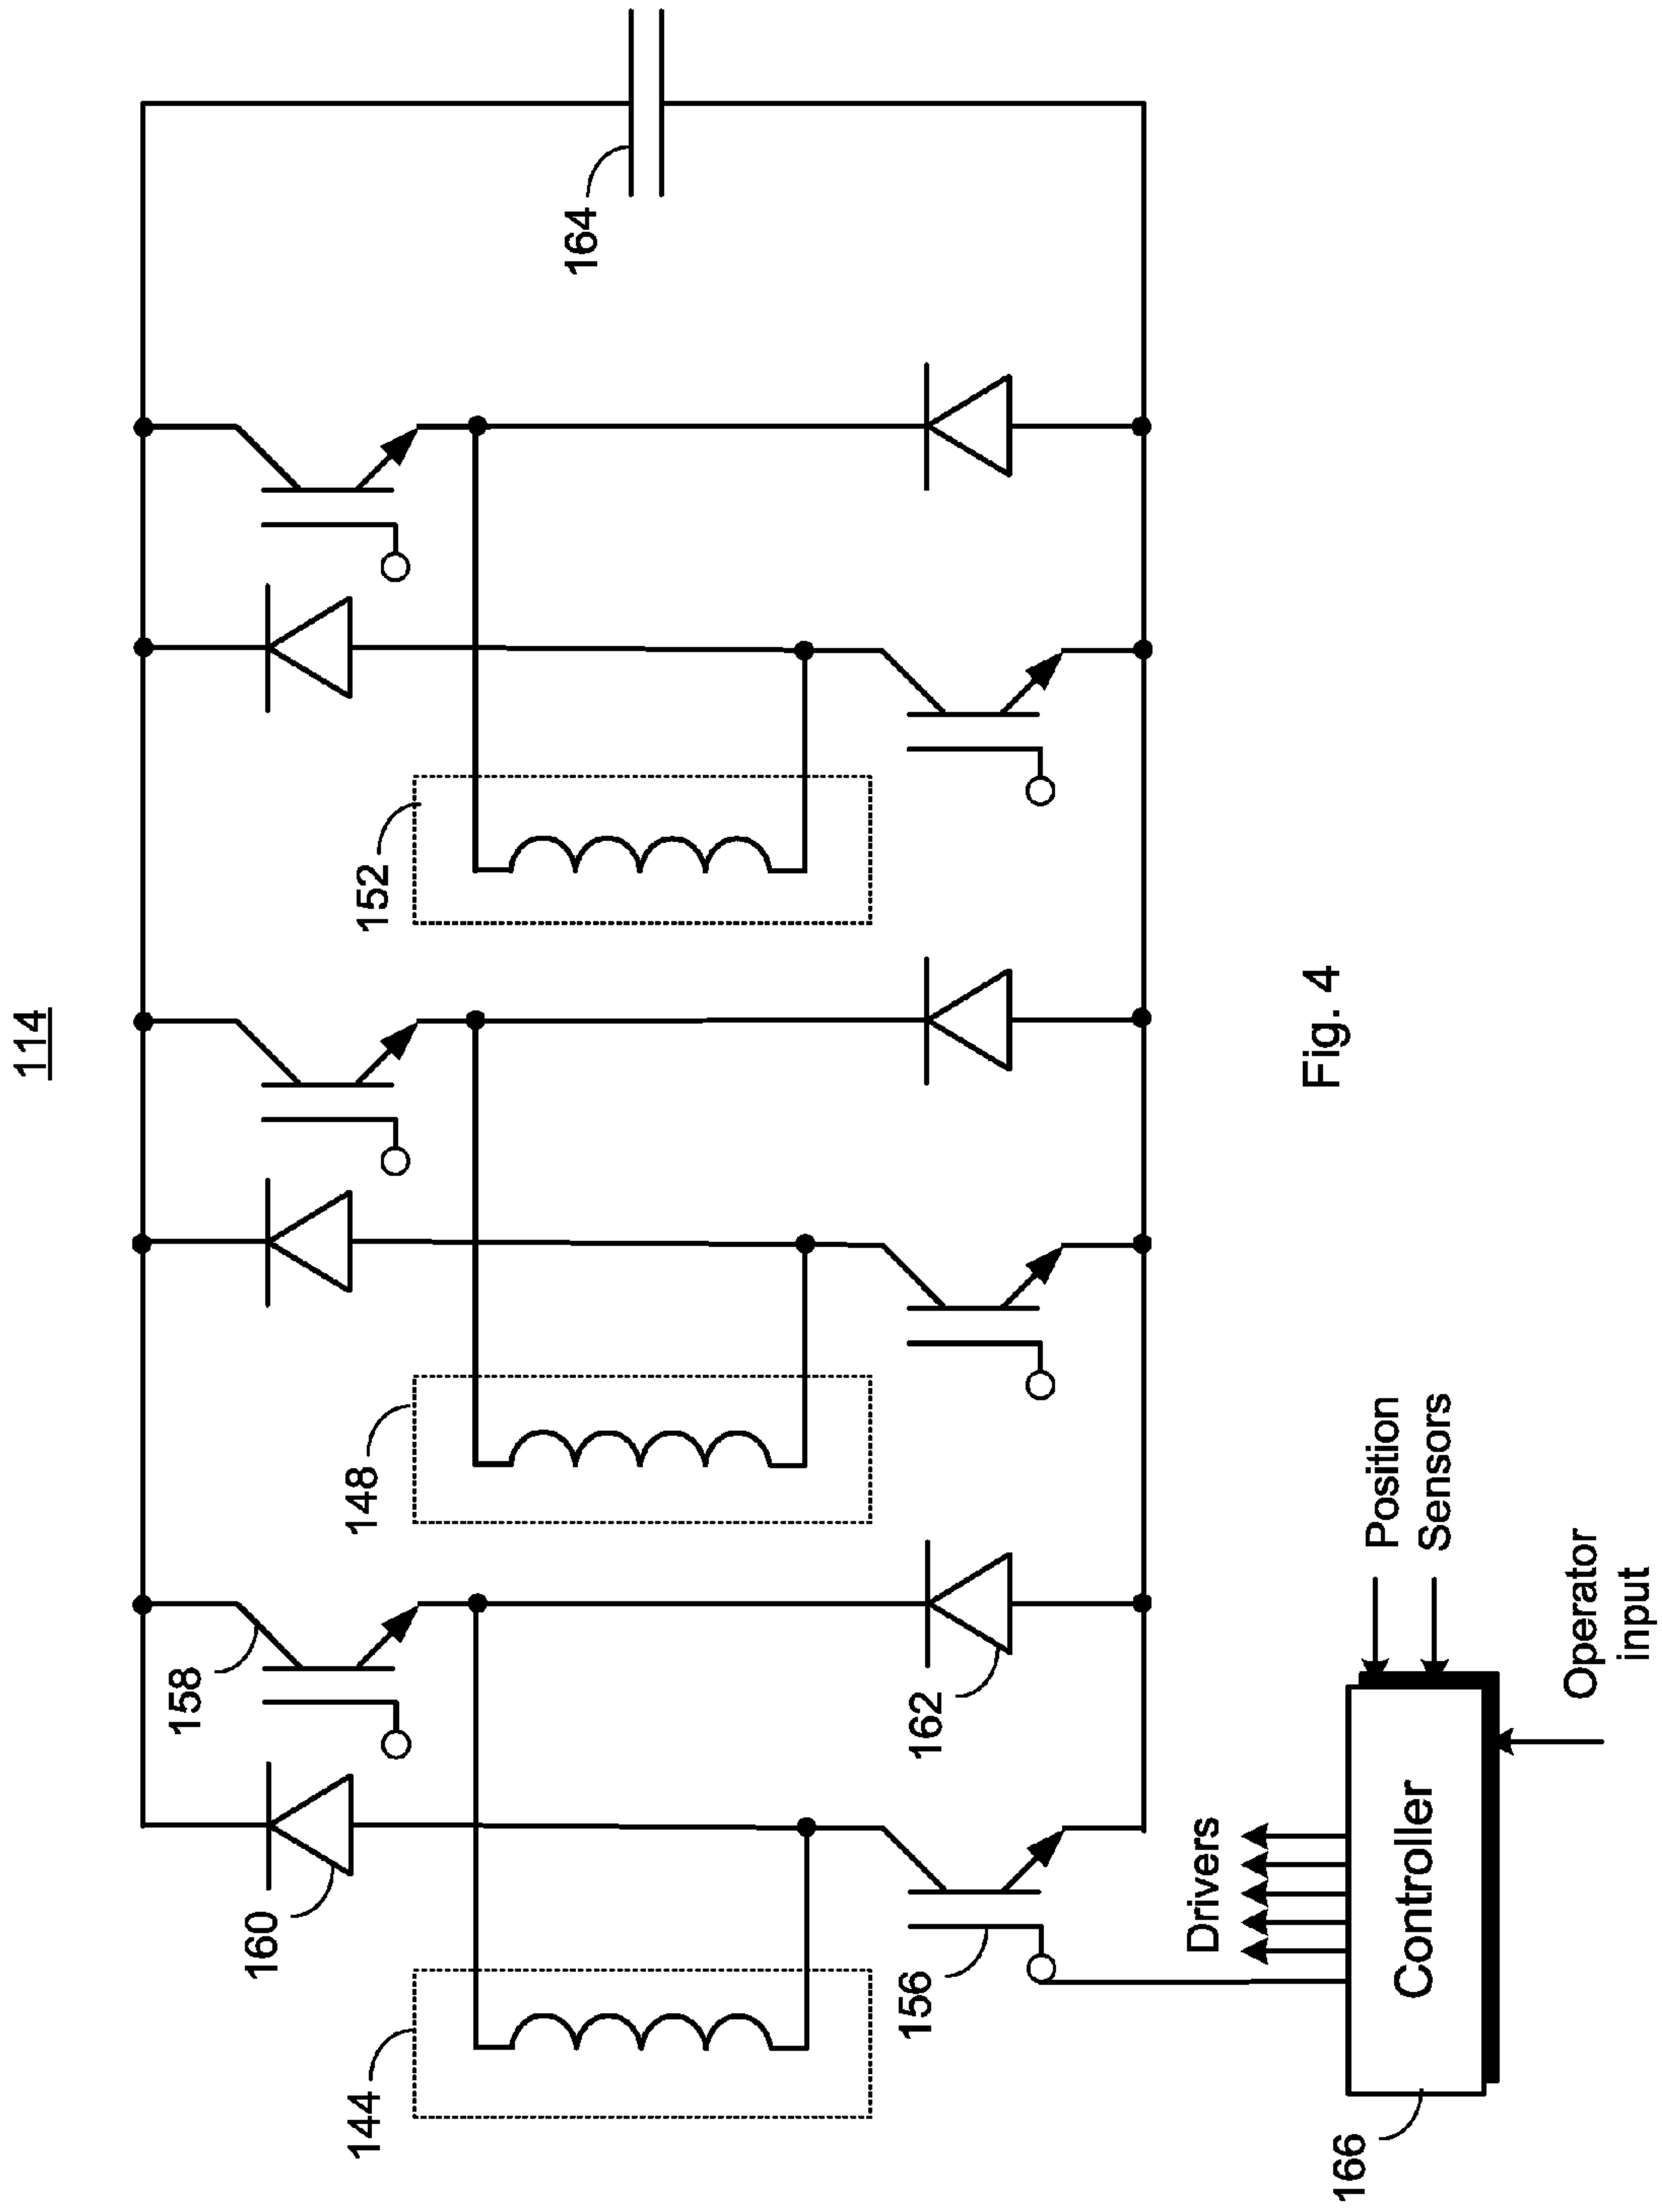 114
164
152
148
158
162
160
144
156
Drivers
Controller
166
Position
Sensors
Operator
input
Fig. 4